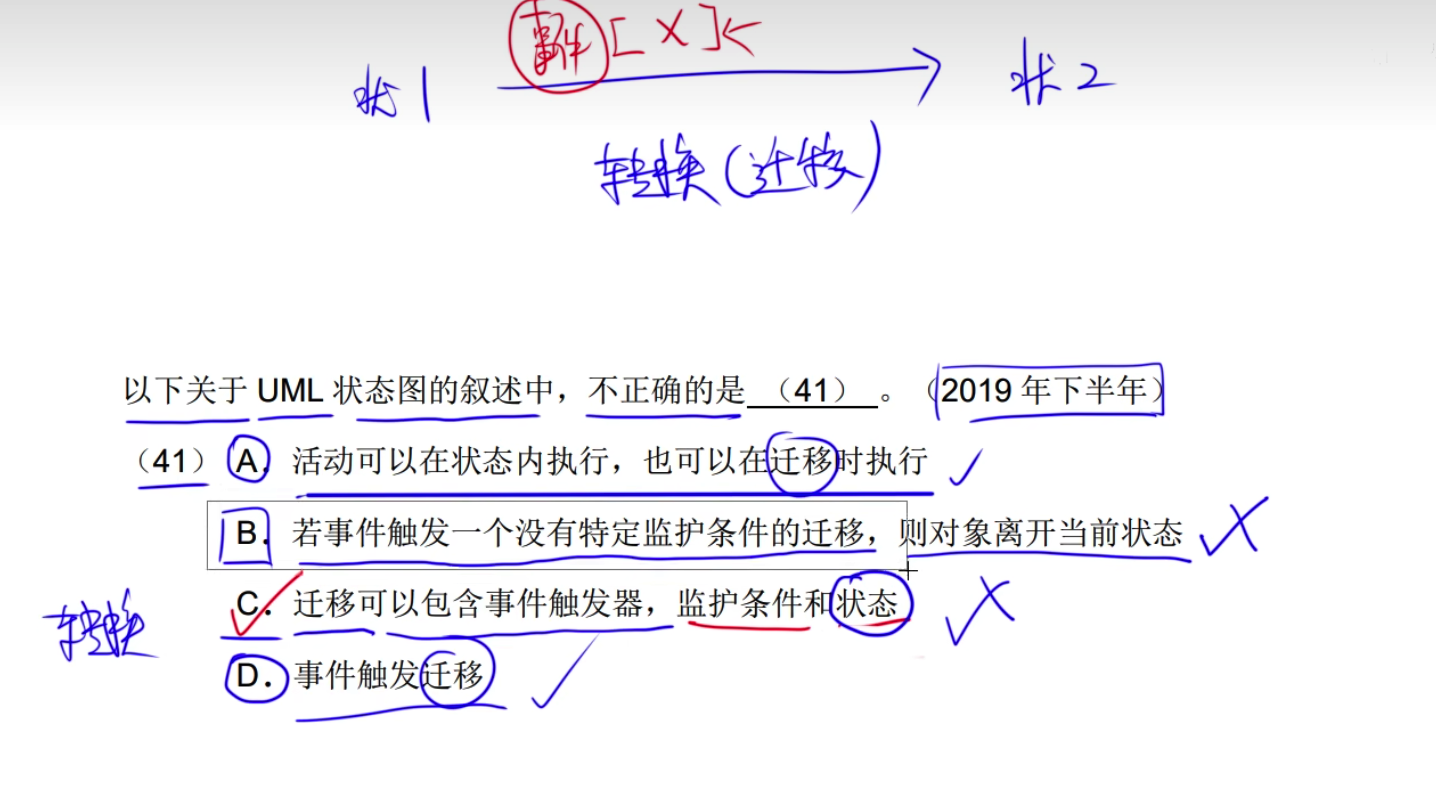 事件[X]←
状1 状2
转换(迁移)
以下关于 UML 状态图的叙述中，不正确的是 （41） 。（2019 年下半年）
（41）A．活动可以在状态内执行，也可以在迁移时执行
B．若事件触发一个没有特定监护条件的迁移，则对象离开当前状态
C．迁移可以包含事件触发器，监护条件和状态
转换
D．事件触发迁移